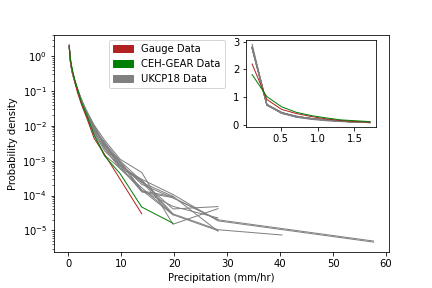 Gauge Data
CEH-GEAR Data
UKCP18 Data
3
2
1
0
0.5 1.0 1.5
10⁰
10⁻¹
10⁻²
10⁻³
10⁻⁴
10⁻⁵
Probability density
0 10 20 30 40 50 60
Precipitation (mm/hr)